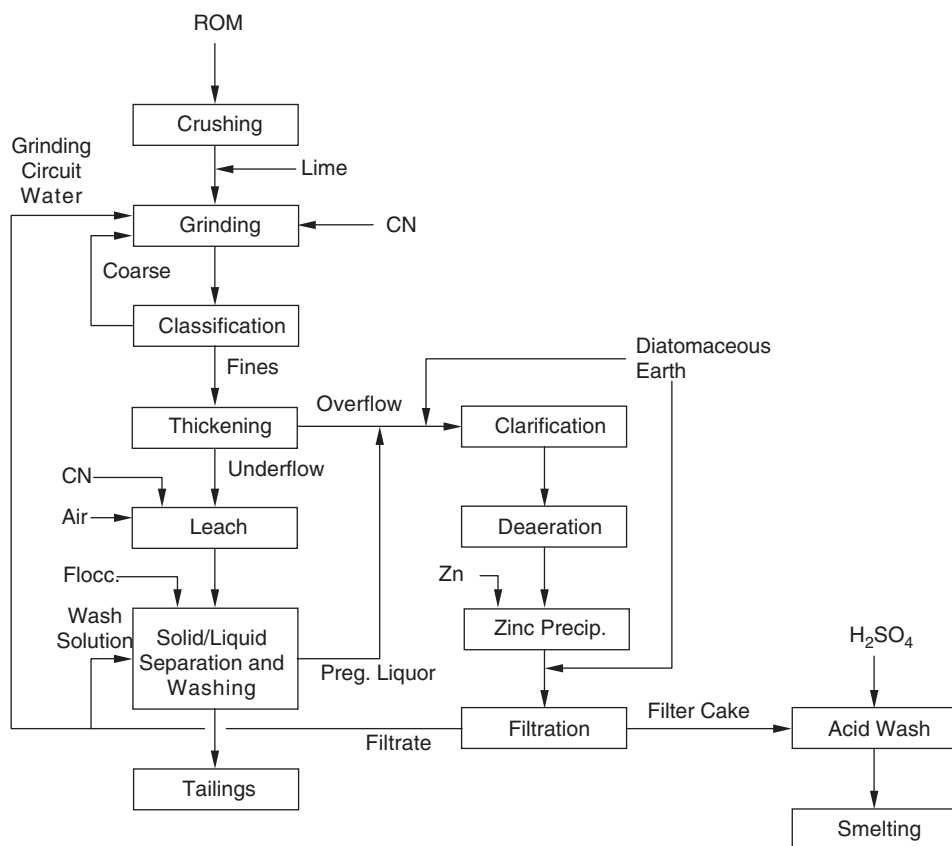 ROM
Crushing
Grinding
Circuit
Water
Lime
Grinding
CN
Coarse
Classification
Fines
Diatomaceous
Earth
Overflow
Thickening
Clarification
Underflow
CN
Air
Leach
Deaeration
Flocc.
Zn
Wash
Solution
Solid/Liquid
Separation and
Washing
Preg. Liquor
Zinc Precip.
H₂SO₄
Filtrate
Filtration
Filter Cake
Acid Wash
Tailings
Smelting